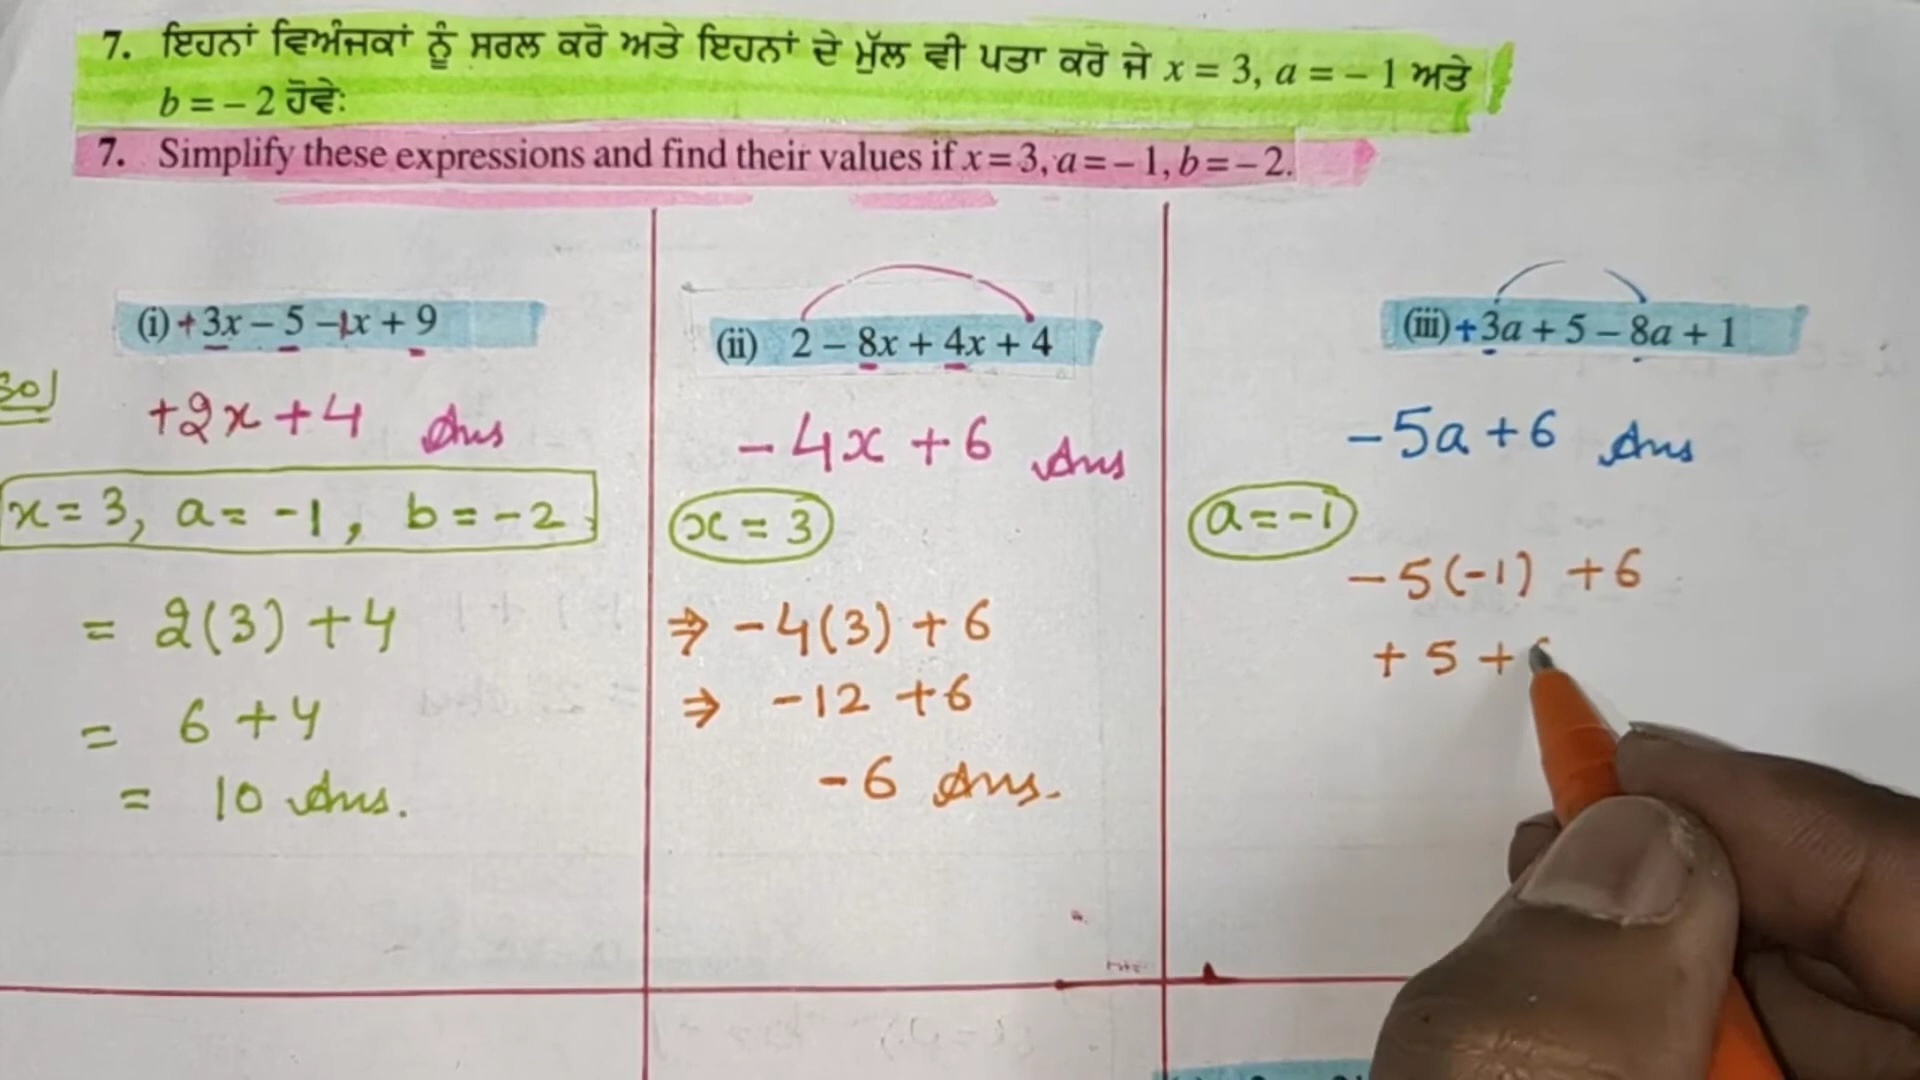 7. ਇਹਨਾਂ ਵਿਅੰਜਕਾਂ ਨੂੰ ਸਰਲ ਕਰੋ ਅਤੇ ਇਹਨਾਂ ਦੇ ਮੁੱਲ ਵੀ ਪਤਾ ਕਰੋ ਜੇ x = 3, a = – 1 ਅਤੇ
b = – 2 ਹੋਵੇ:
7. Simplify these expressions and find their values if x = 3, a = – 1, b = – 2.
(i) +3x – 5 –1x + 9
Sol
+2x + 4 Ans
x = 3, a = -1, b = -2
= 2(3) + 4
= 6 + 4
= 10 Ans.
(ii) 2 – 8x + 4x + 4
- 4x + 6 Ans
x = 3
⇒ -4(3) + 6
⇒ -12 + 6
-6 Ans.
(iii) +3a + 5 – 8a + 1
-5a + 6 Ans
a = -1
-5(-1) + 6
+ 5 +